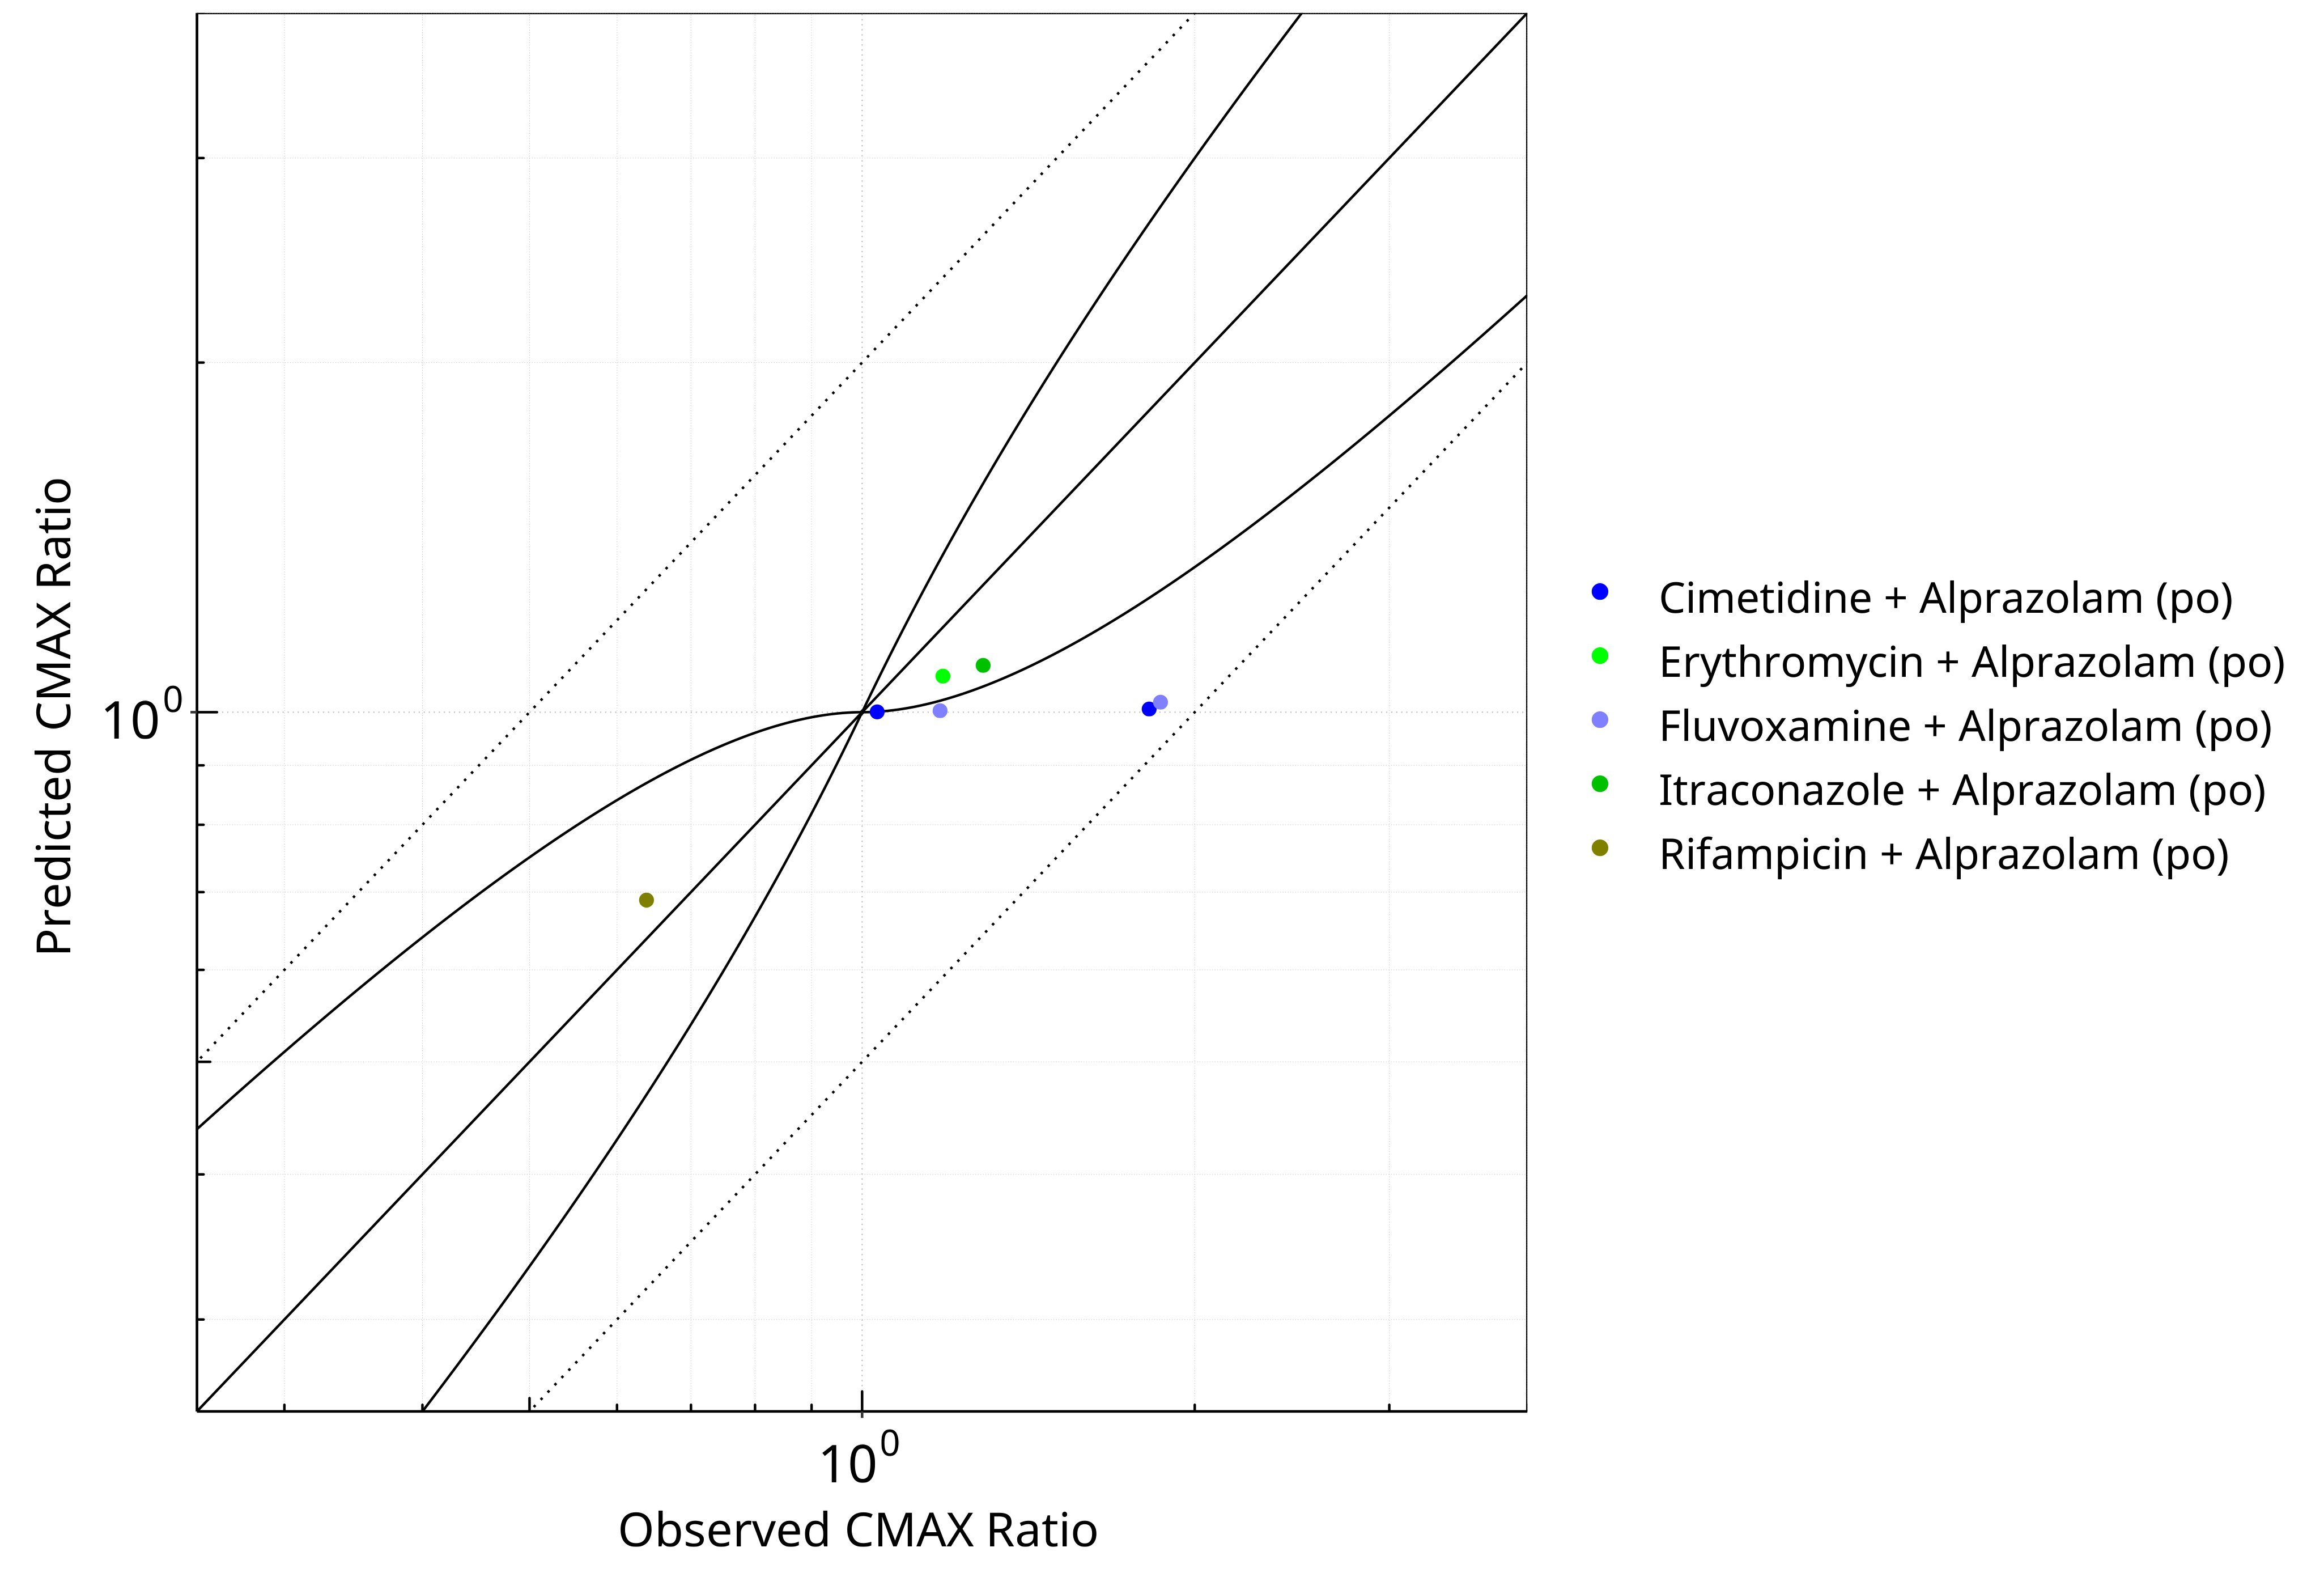 Predicted CMAX Ratio
10⁰
10⁰
Observed CMAX Ratio
Cimetidine + Alprazolam (po)
Erythromycin + Alprazolam (po)
Fluvoxamine + Alprazolam (po)
Itraconazole + Alprazolam (po)
Rifampicin + Alprazolam (po)